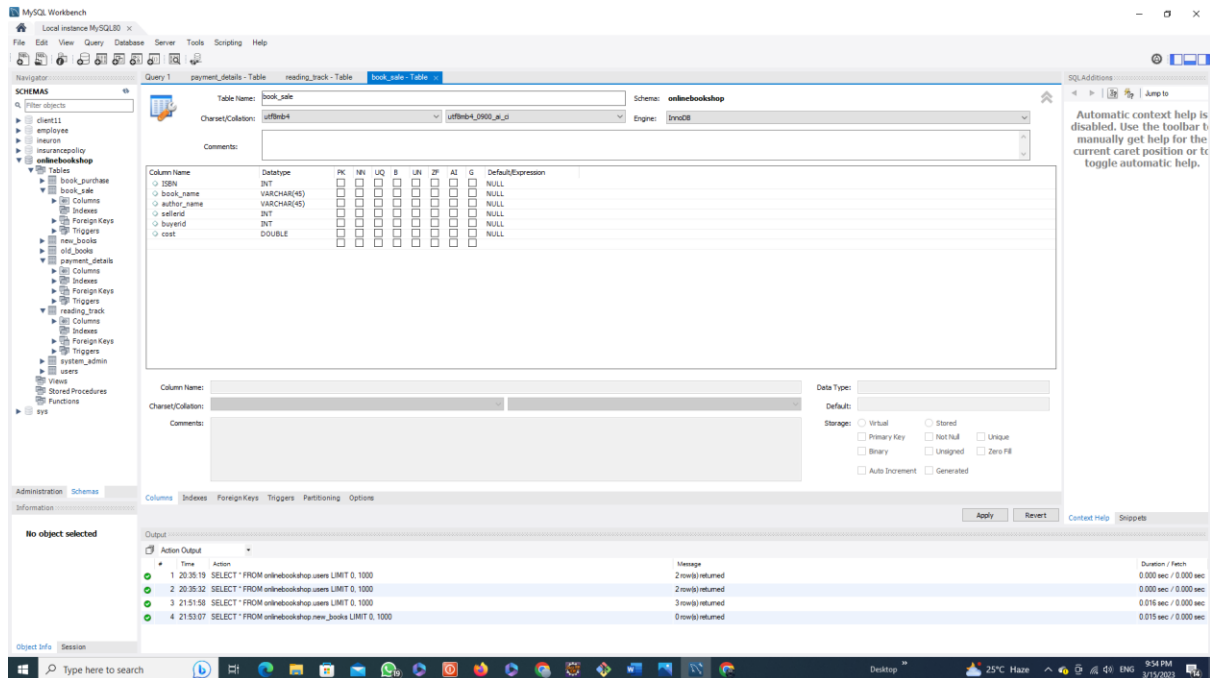 MySQL Workbench
Local instance MySQL80 ×
File Edit View Query Database Server Tools Scripting Help
Navigator
SCHEMAS
Filter objects
client11
employee
ineuron
insurancepolicy
onlinebookshop
Tables
book_purchase
book_sale
Columns
Indexes
Foreign Keys
Triggers
new_books
old_books
payment_details
Columns
Indexes
Foreign Keys
Triggers
reading_track
Columns
Indexes
Foreign Keys
Triggers
system_admin
users
Views
Stored Procedures
Functions
sys
Administration Schemas
Information
No object selected
Object Info Session
Query 1 payment_details - Table reading_track - Table book_sale - Table ×
Table Name: book_sale Schema: onlinebookshop
Charset/Collation: utf8mb4 utf8mb4_0900_ai_ci Engine: InnoDB
Comments:
Column Name Datatype PK NN UQ B UN ZF AI G Default/Expression
ISBN INT NULL
book_name VARCHAR(45) NULL
author_name VARCHAR(45) NULL
sellerid INT NULL
buyerid INT NULL
cost DOUBLE NULL
Column Name: Data Type:
Charset/Collation: Default:
Comments: Storage: Virtual Stored
Primary Key Not Null Unique
Binary Unsigned Zero Fill
Auto Increment Generated
Columns Indexes Foreign Keys Triggers Partitioning Options
Apply Revert
Output
Action Output
# Time Action Message Duration / Fetch
1 20:35:19 SELECT * FROM onlinebookshop.users LIMIT 0, 1000 2 row(s) returned 0.000 sec / 0.000 sec
2 20:35:32 SELECT * FROM onlinebookshop.users LIMIT 0, 1000 2 row(s) returned 0.000 sec / 0.000 sec
3 21:51:58 SELECT * FROM onlinebookshop.users LIMIT 0, 1000 3 row(s) returned 0.016 sec / 0.000 sec
4 21:53:07 SELECT * FROM onlinebookshop.new_books LIMIT 0, 1000 0 row(s) returned 0.015 sec / 0.000 sec
SQLAdditions
Jump to
Automatic context help is
disabled. Use the toolbar to
manually get help for the
current caret position or to
toggle automatic help.
Context Help Snippets
Type here to search
Desktop
25°C Haze
ENG
9:54 PM
3/15/2023